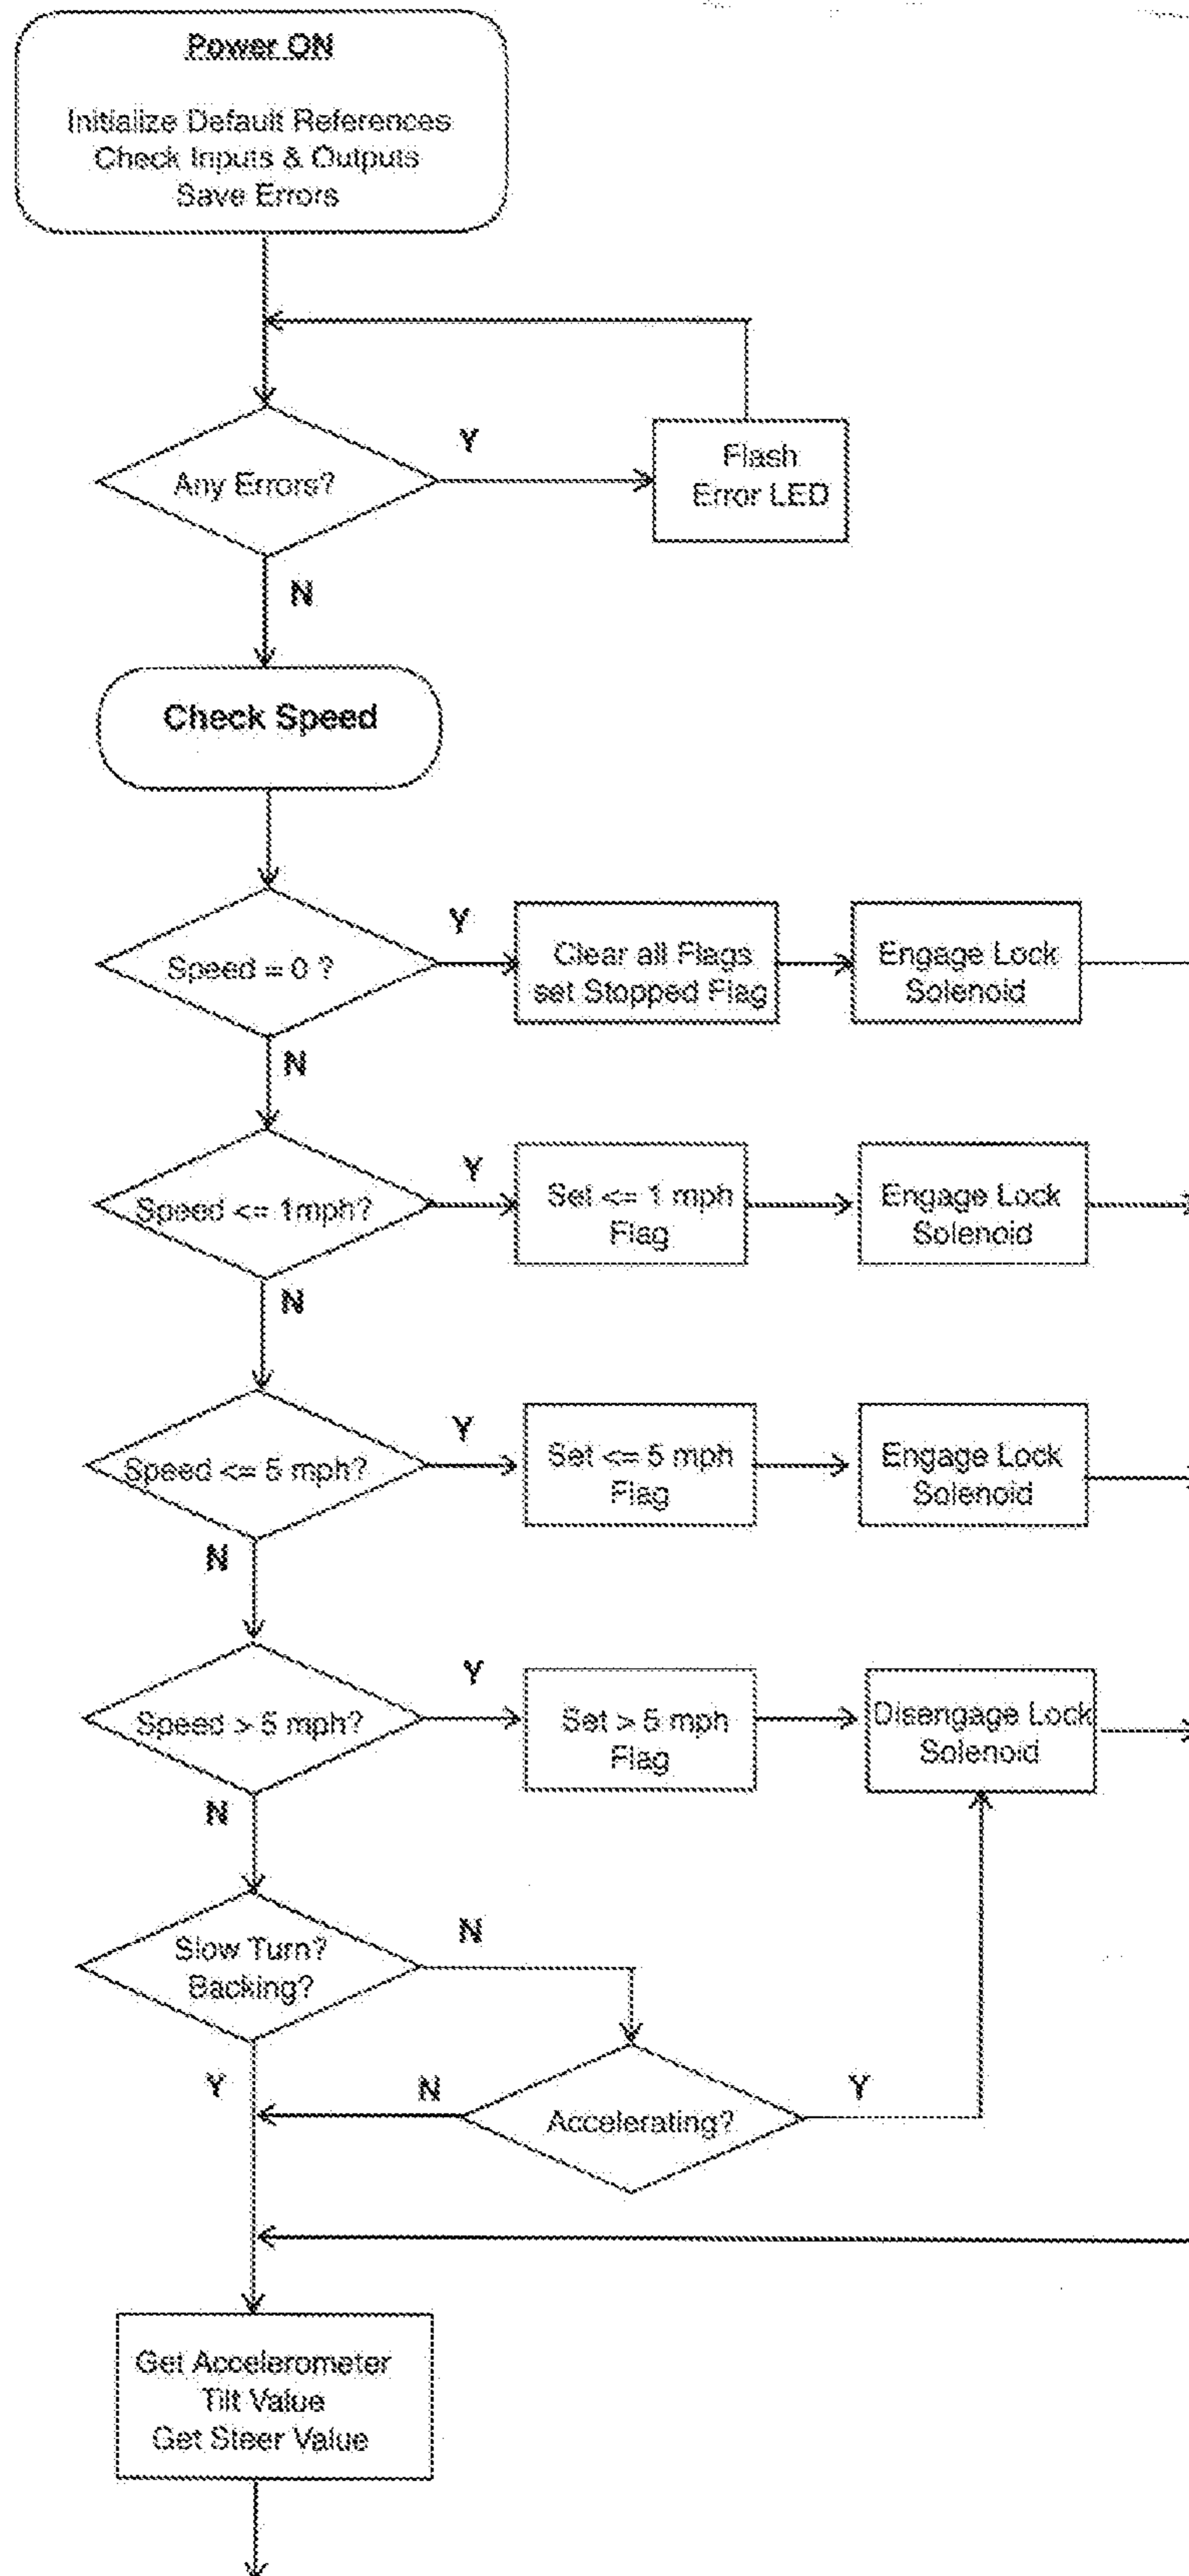 Power ON
Initialize Default References
Check Inputs & Outputs
Save Errors
Any Errors?
Y
Flash
Error LED
N
Check Speed
Speed = 0 ?
Y
Clear all Flags
set Stopped Flag
Engage Lock
Solenoid
N
Speed <= 1mph?
Y
Set <= 1 mph
Flag
Engage Lock
Solenoid
N
Speed <= 5 mph?
Y
Set <= 5 mph
Flag
Engage Lock
Solenoid
N
Speed > 5 mph?
Y
Set > 5 mph
Flag
Disengage Lock
Solenoid
N
Slow Turn?
Backing?
N
Y
N
Accelerating?
Y
Get Accelerometer
Tilt Value
Get Steer Value